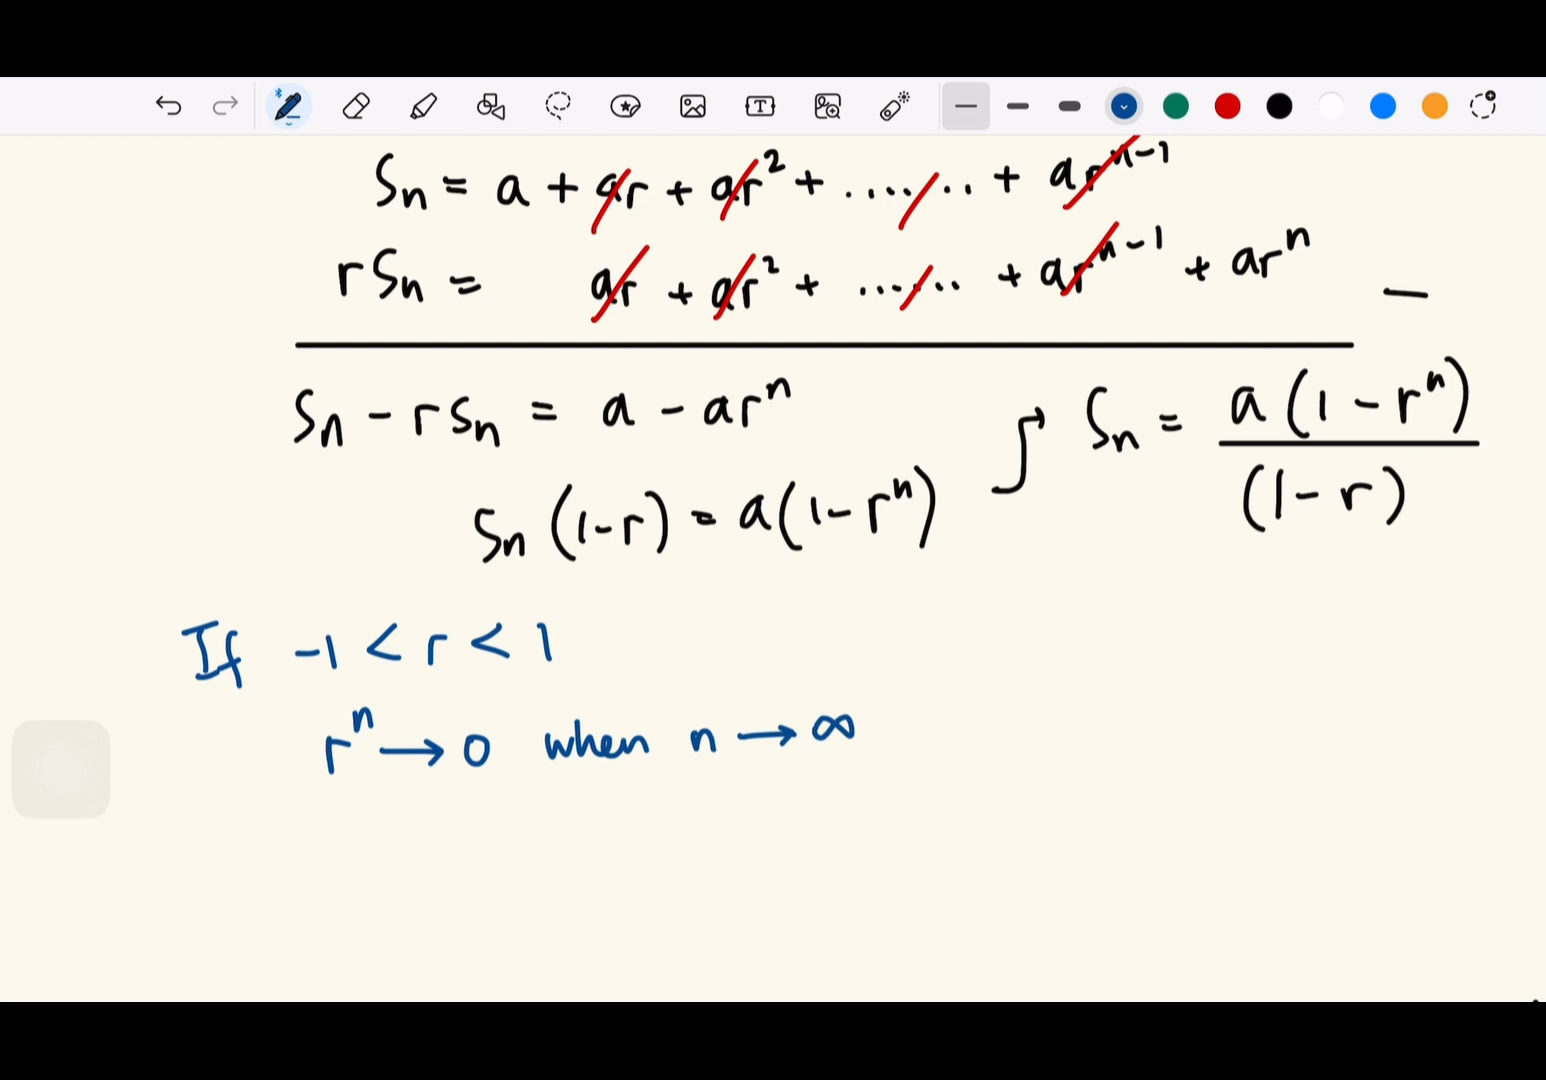 Sn = a + ar + ar² + ....... + arⁿ⁻¹
rSn = ar + ar² + ....... + arⁿ⁻¹ + arⁿ −
Sn − rSn = a − arⁿ
Sn (1−r) = a(1−rⁿ)
Sn = a(1−rⁿ) / (1−r)
If −1 < r < 1
rⁿ → 0 when n → ∞